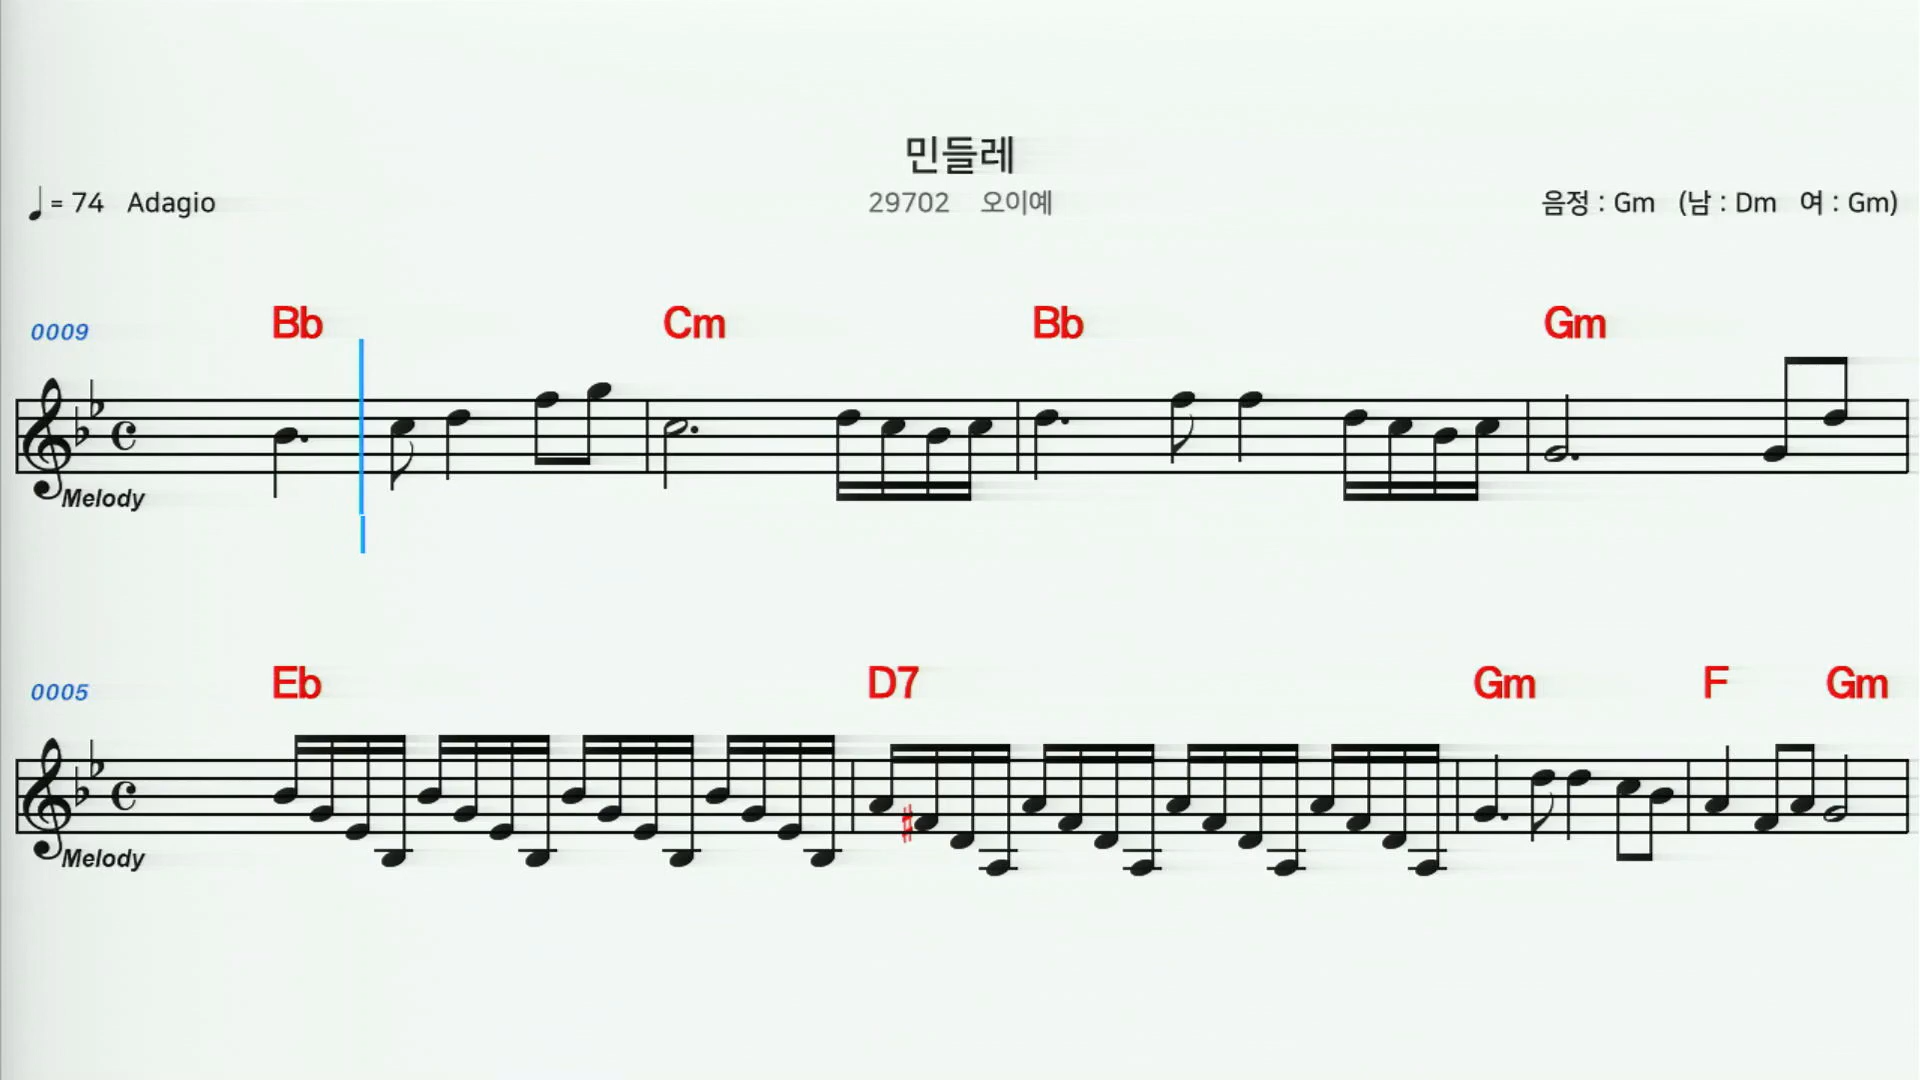 민들레
= 74 Adagio
29702 오이예
음정 : Gm (남 : Dm 여 : Gm)
0009
Bb Cm Bb Gm
Melody
0005
Eb D7 Gm F Gm
Melody